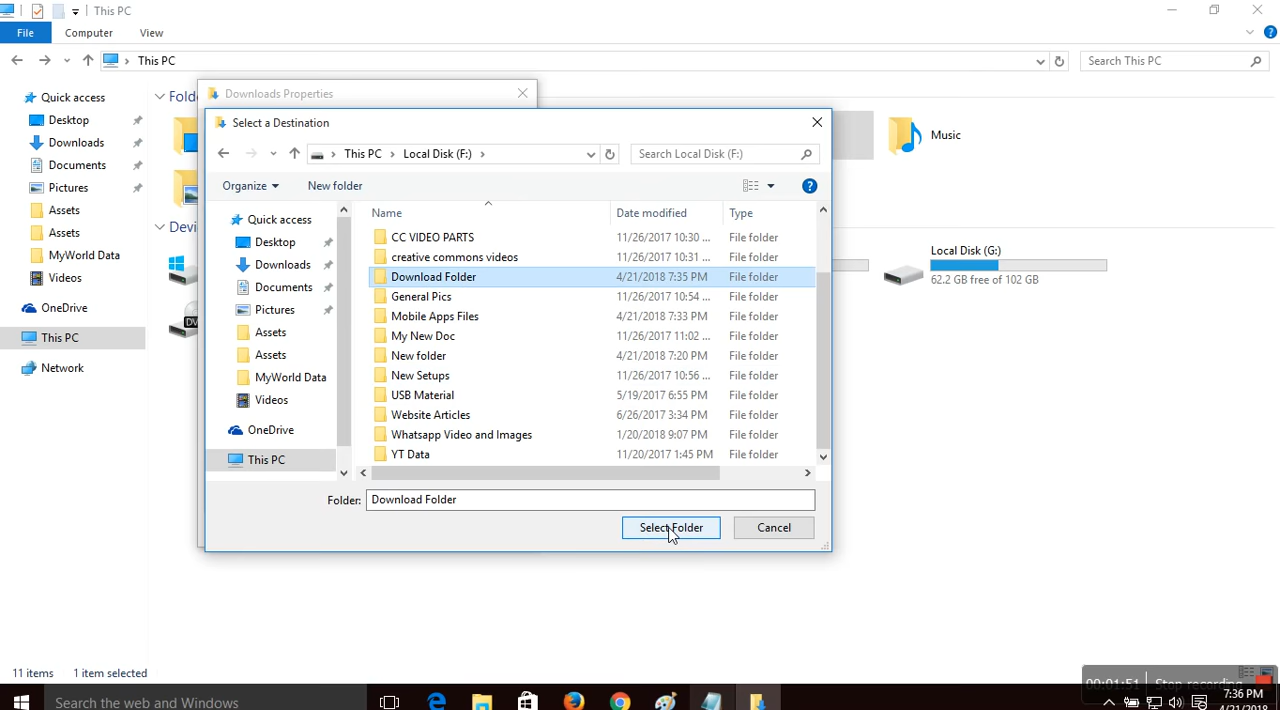 This PC
File
Computer
View
This PC
Search This PC
Quick access
Desktop
Downloads
Documents
Pictures
Assets
Assets
MyWorld Data
Videos
OneDrive
This PC
Network
Downloads Properties
Select a Destination
This PC
Local Disk (F:)
Search Local Disk (F:)
Organize
New folder
Quick access
Desktop
Downloads
Documents
Pictures
Assets
Assets
MyWorld Data
Videos
OneDrive
This PC
Name Date modified Type
CC VIDEO PARTS 11/26/2017 10:30 ... File folder
creative commons videos 11/26/2017 10:31 ... File folder
Download Folder 4/21/2018 7:35 PM File folder
General Pics 11/26/2017 10:54 ... File folder
Mobile Apps Files 4/21/2018 7:33 PM File folder
My New Doc 11/26/2017 11:02 ... File folder
New folder 4/21/2018 7:20 PM File folder
New Setups 11/26/2017 10:56 ... File folder
USB Material 5/19/2017 6:55 PM File folder
Website Articles 6/26/2017 3:34 PM File folder
Whatsapp Video and Images 1/20/2018 9:07 PM File folder
YT Data 11/20/2017 1:45 PM File folder
Folder: Download Folder
Select Folder
Cancel
Music
Local Disk (G:)
62.2 GB free of 102 GB
11 items
1 item selected
00:01:51
Stop recording
Search the web and Windows
7:36 PM
4/21/2018